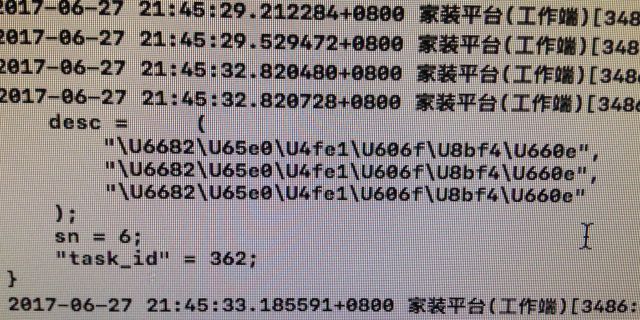 2017-06-27 21:45:29.212284+0800 家装平台(工作端)[348
2017-06-27 21:45:29.529472+0800 家装平台(工作端)[348
2017-06-27 21:45:32.820480+0800 家装平台(工作端)[348
2017-06-27 21:45:32.820728+0800 家装平台(工作端)[3486
desc = (
"\U6682\U65e0\U4fe1\U606f\U8bf4\U660e",
"\U6682\U65e0\U4fe1\U606f\U8bf4\U660e",
"\U6682\U65e0\U4fe1\U606f\U8bf4\U660e"
);
sn = 6;
"task_id" = 362;
}
2017-06-27 21:45:33.185591+0800 家装平台(工作端)[3486: